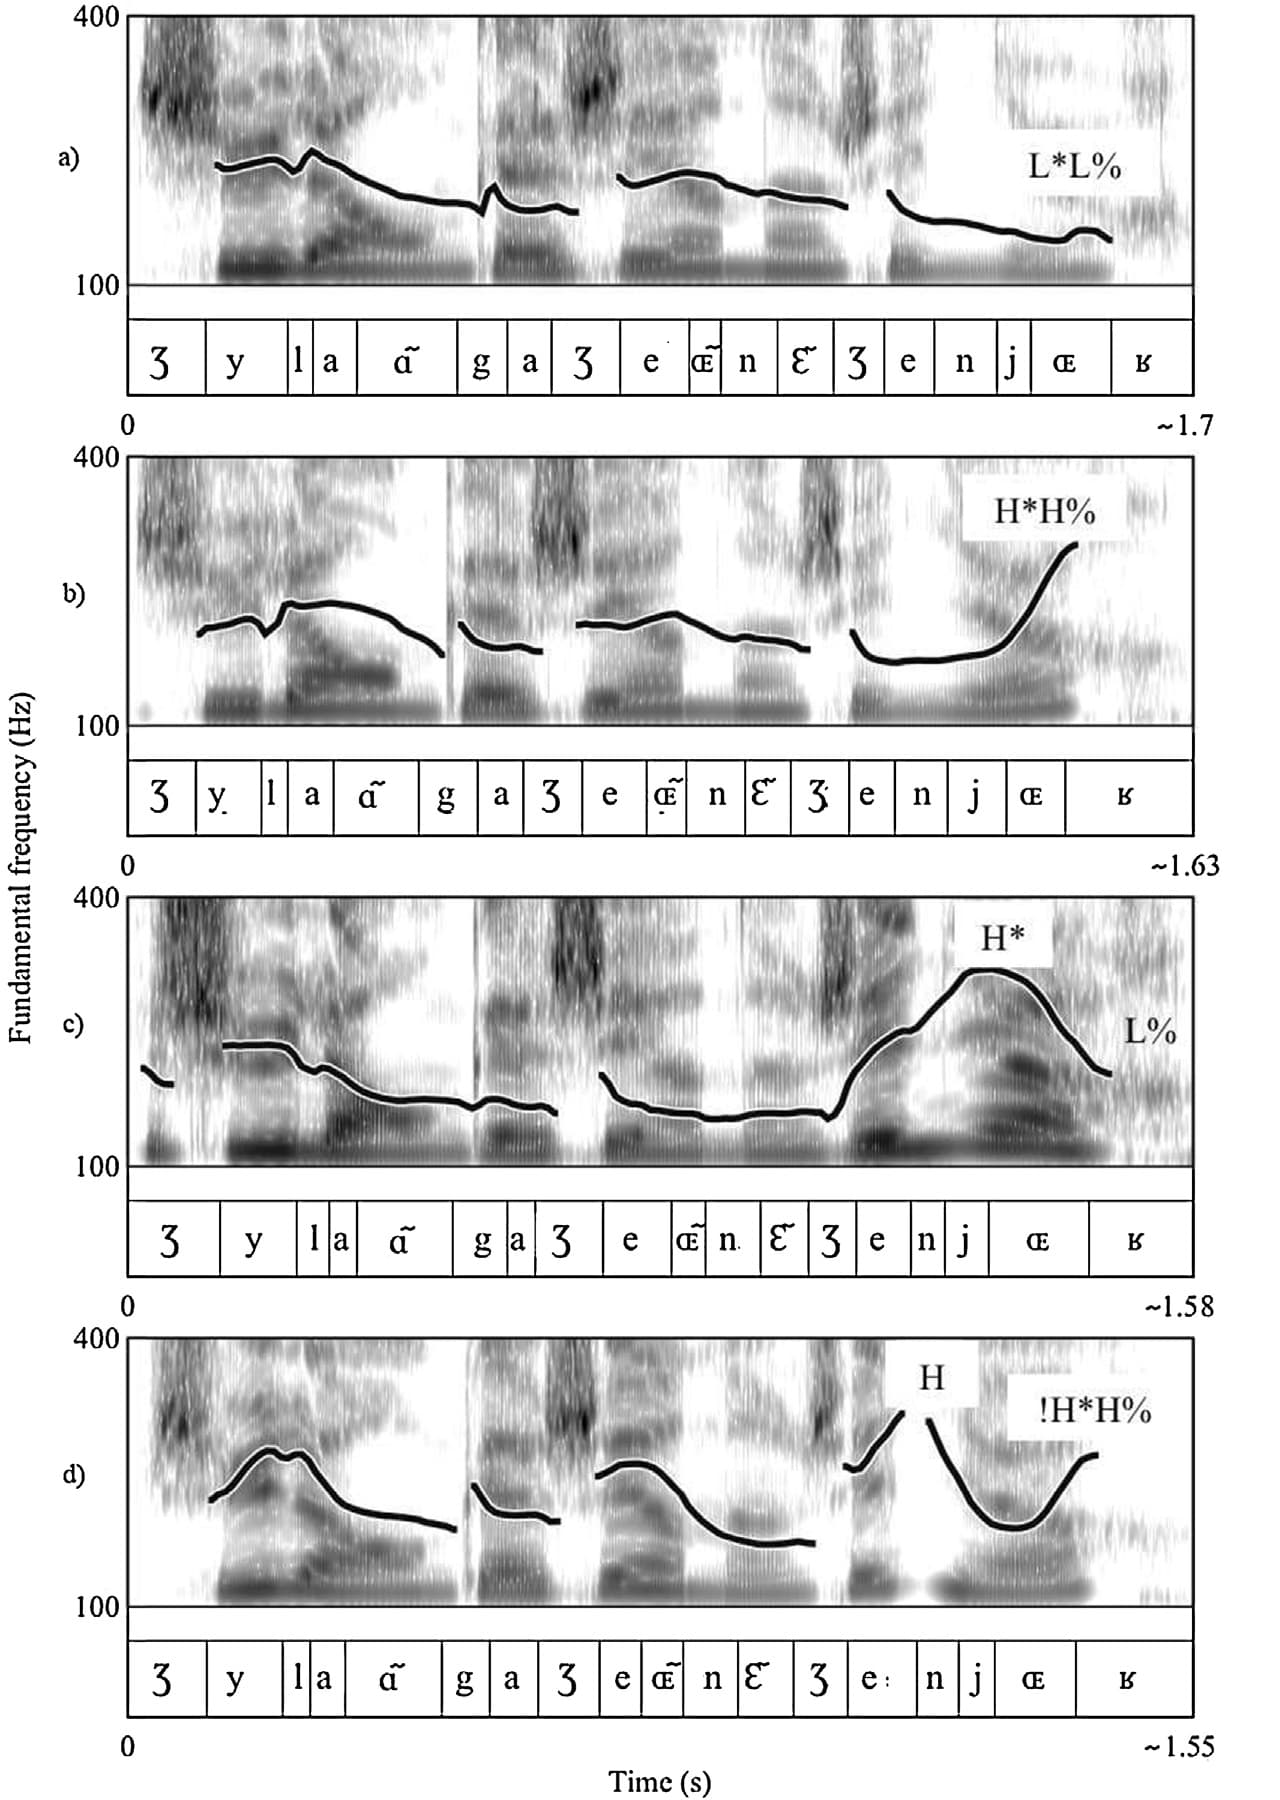 400
a)
L*L%
100
ʒ y l a ɑ̃ g a ʒ e œ̃ n ɛ̃ ʒ e n j œ ʁ
0 ~1.7
400
H*H%
b)
100
ʒ y l a ɑ̃ g a ʒ e œ̃ n ɛ̃ ʒ e n j œ ʁ
0 ~1.63
400
H*
c)
L%
100
ʒ y l a ɑ̃ g a ʒ e œ̃ n ɛ̃ ʒ e n j œ ʁ
0 ~1.58
400
H
!H*H%
d)
100
ʒ y l a ɑ̃ g a ʒ e œ̃ n ɛ̃ ʒ e n j œ ʁ
0 ~1.55
Time (s)
Fundamental frequency (Hz)